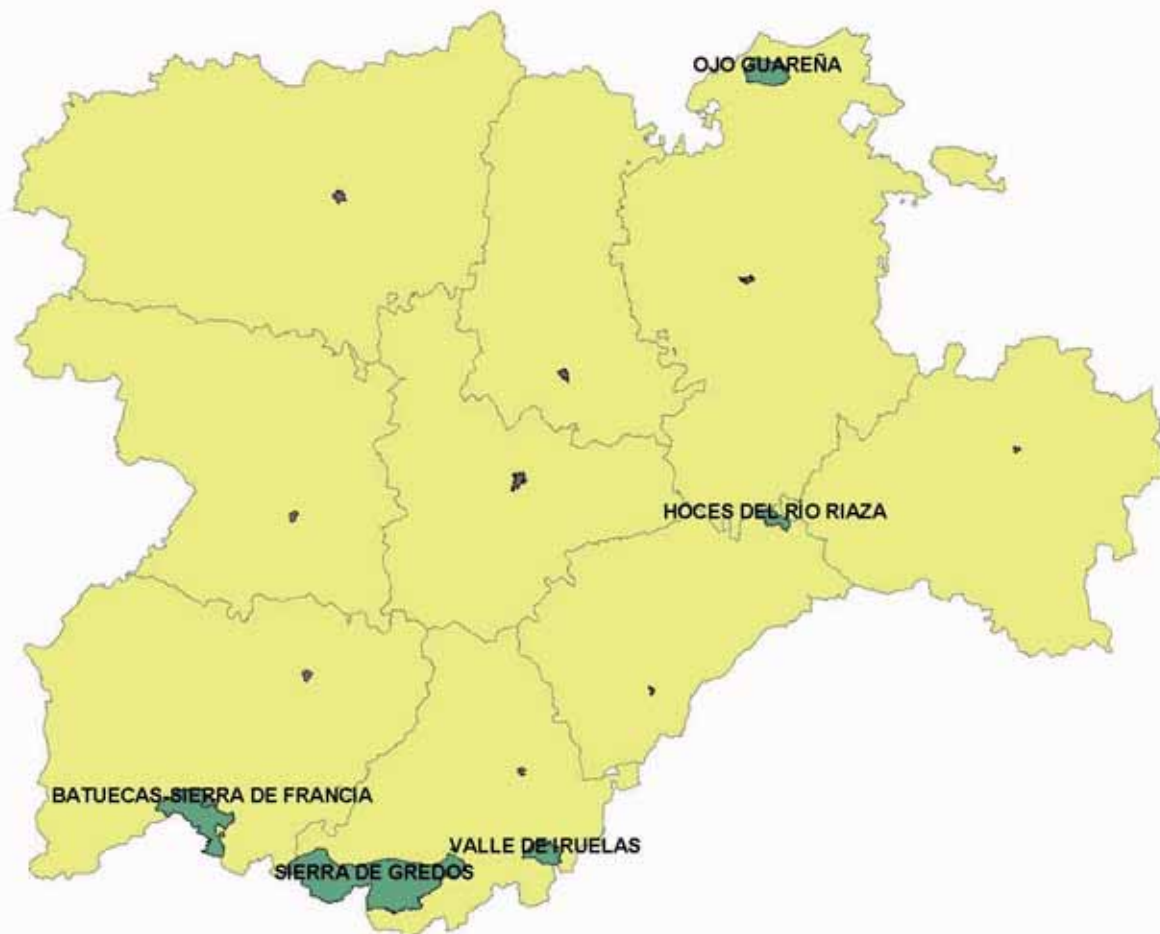 OJO GUAREÑA
HOCES DEL RÍO RIAZA
BATUECAS-SIERRA DE FRANCIA
VALLE DE IRUELAS
SIERRA DE GREDOS